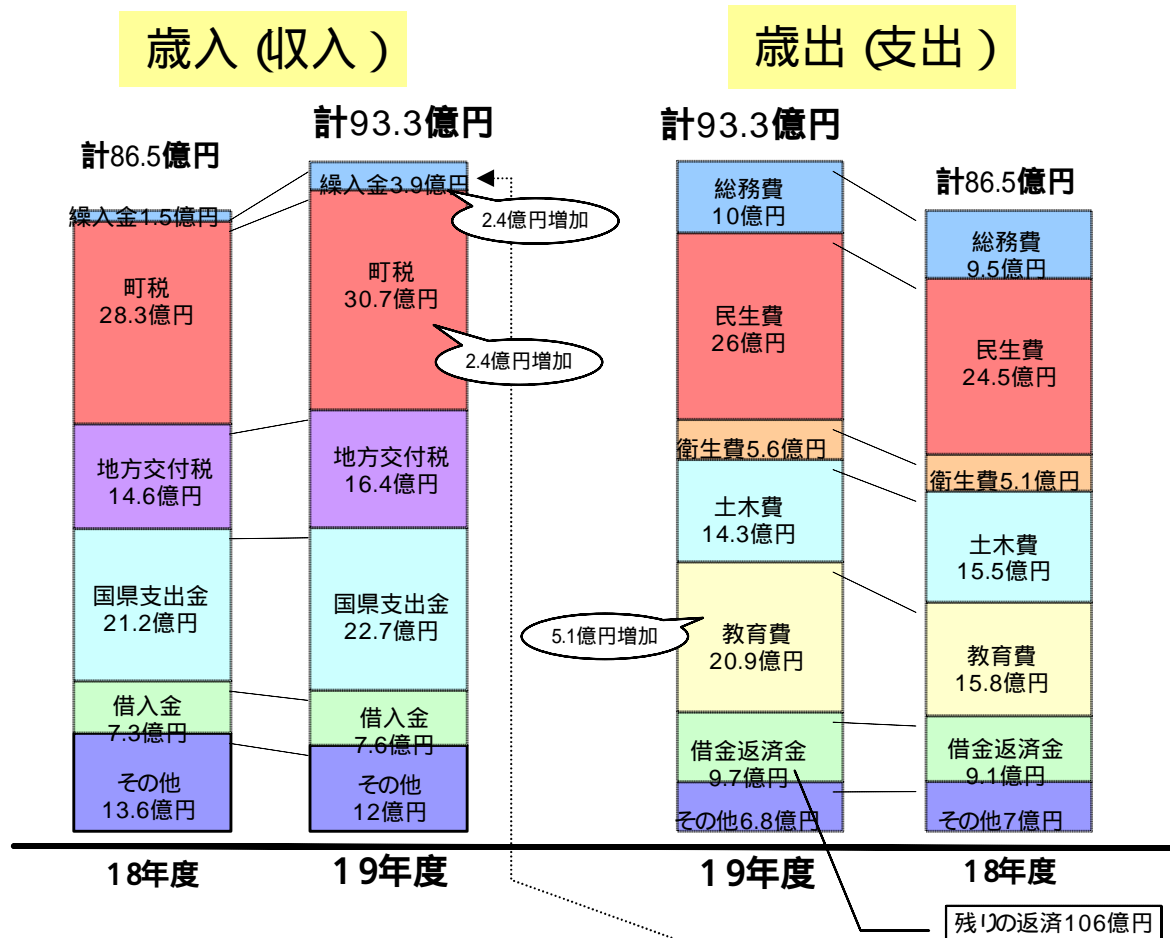 歳入(収入)
歳出(支出)
計86.5億円
繰入金1.5億円
町税
28.3億円
地方交付税
14.6億円
国県支出金
21.2億円
借入金
7.3億円
その他
13.6億円
18年度
計93.3億円
繰入金3.9億円
2.4億円増加
町税
30.7億円
2.4億円増加
地方交付税
16.4億円
国県支出金
22.7億円
借入金
7.6億円
その他
12億円
19年度
計93.3億円
総務費
10億円
民生費
26億円
衛生費5.6億円
土木費
14.3億円
5.1億円増加
教育費
20.9億円
借金返済金
9.7億円
その他6.8億円
19年度
計86.5億円
総務費
9.5億円
民生費
24.5億円
衛生費5.1億円
土木費
15.5億円
教育費
15.8億円
借金返済金
9.1億円
その他7億円
18年度
残りの返済106億円